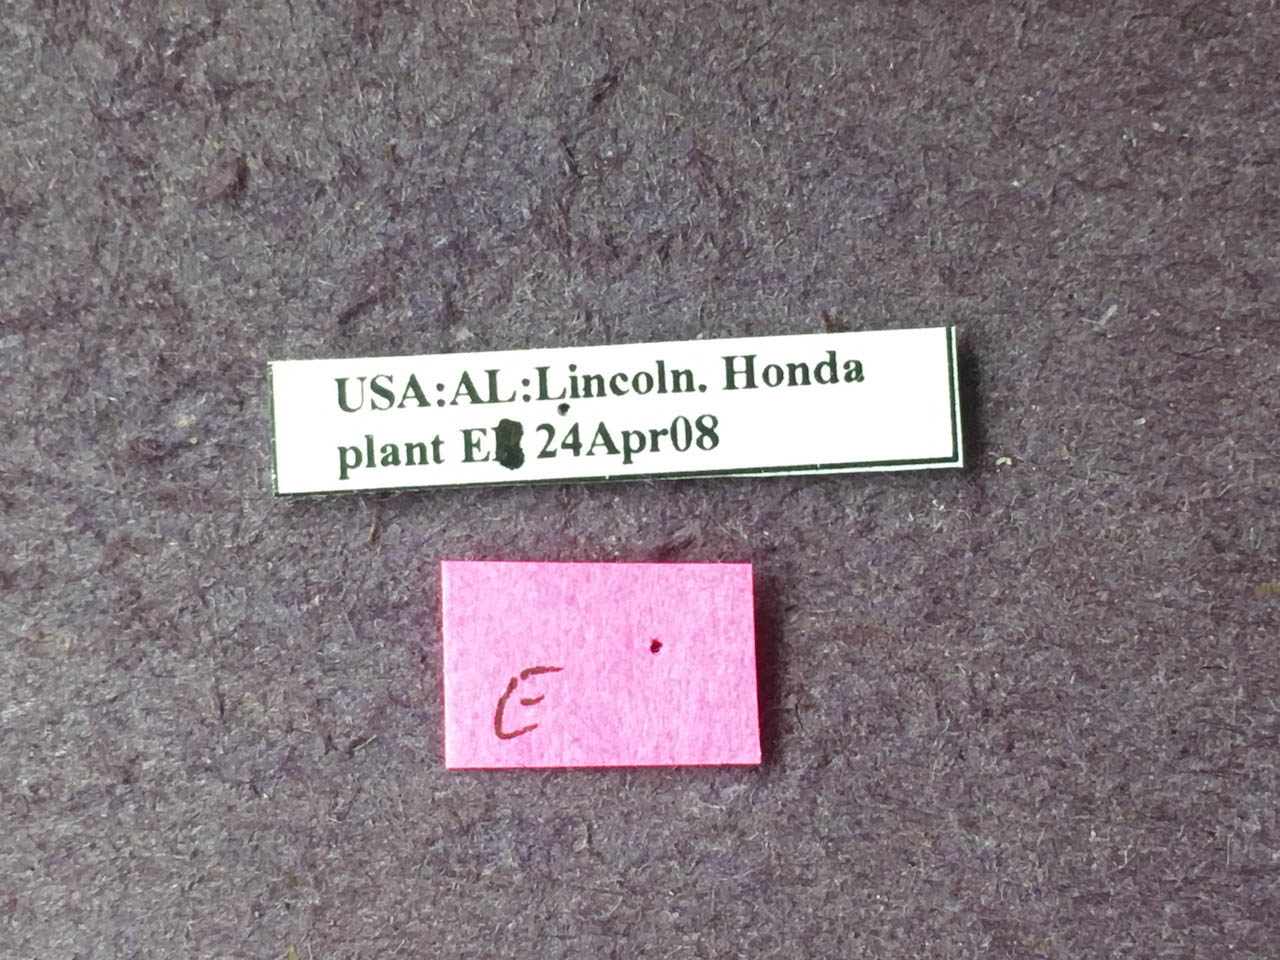 USA:AL:Lincoln. Honda
plant E 24Apr08
E